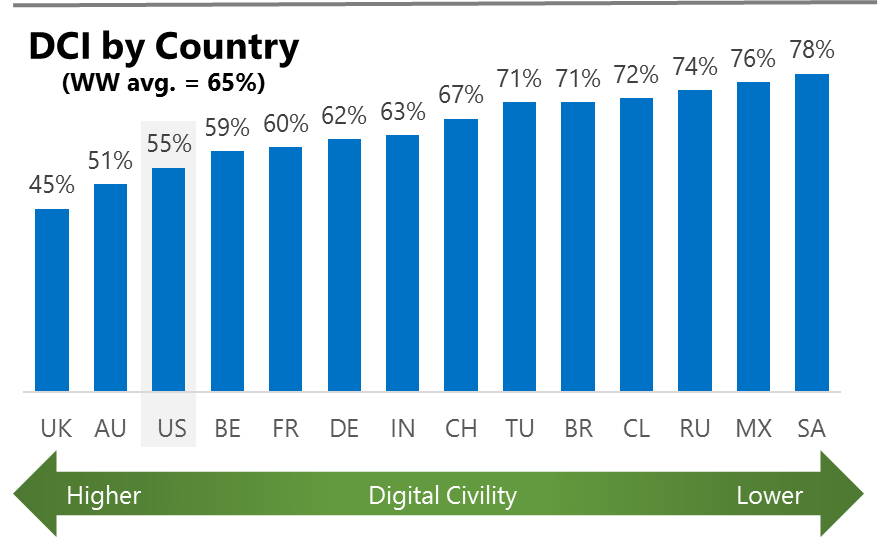 DCI by Country
(WW avg. = 65%)
45% 51% 55% 59% 60% 62% 63% 67% 71% 71% 72% 74% 76% 78%
UK AU US BE FR DE IN CH TU BR CL RU MX SA
Higher Digital Civility Lower